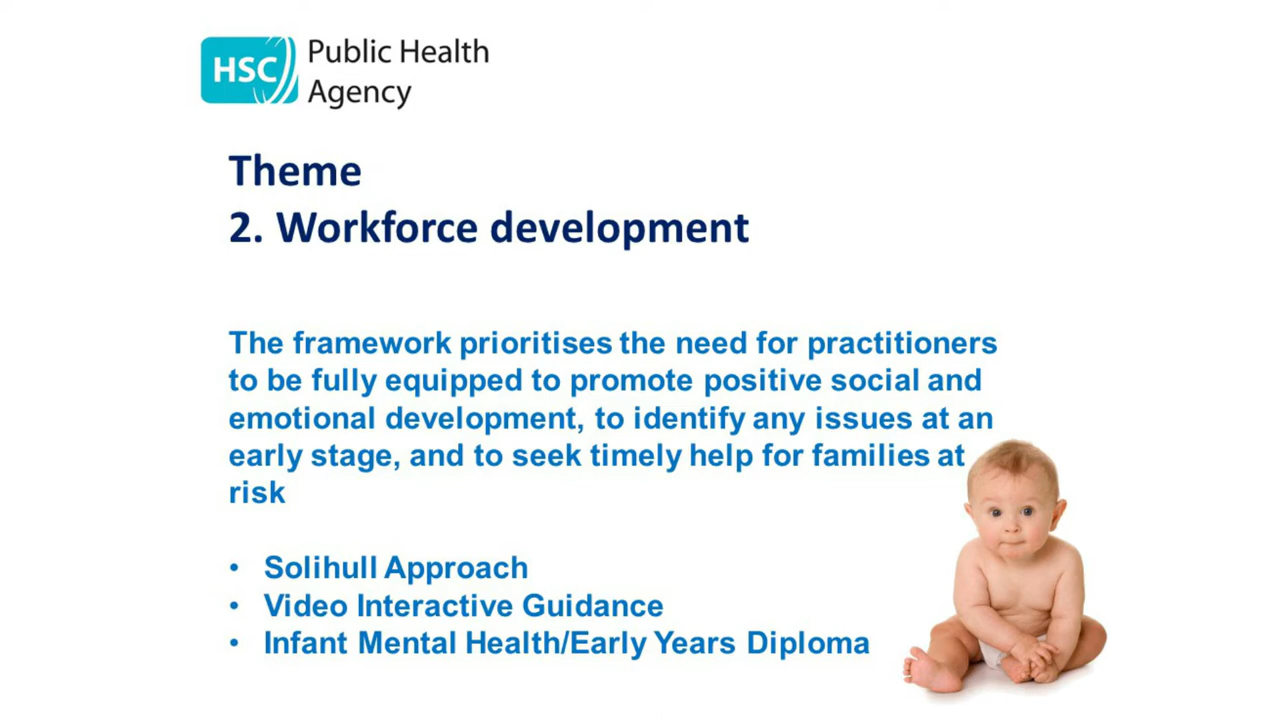 HSC Public Health
Agency
Theme
2. Workforce development
The framework prioritises the need for practitioners
to be fully equipped to promote positive social and
emotional development, to identify any issues at an
early stage, and to seek timely help for families at
risk
• Solihull Approach
• Video Interactive Guidance
• Infant Mental Health/Early Years Diploma